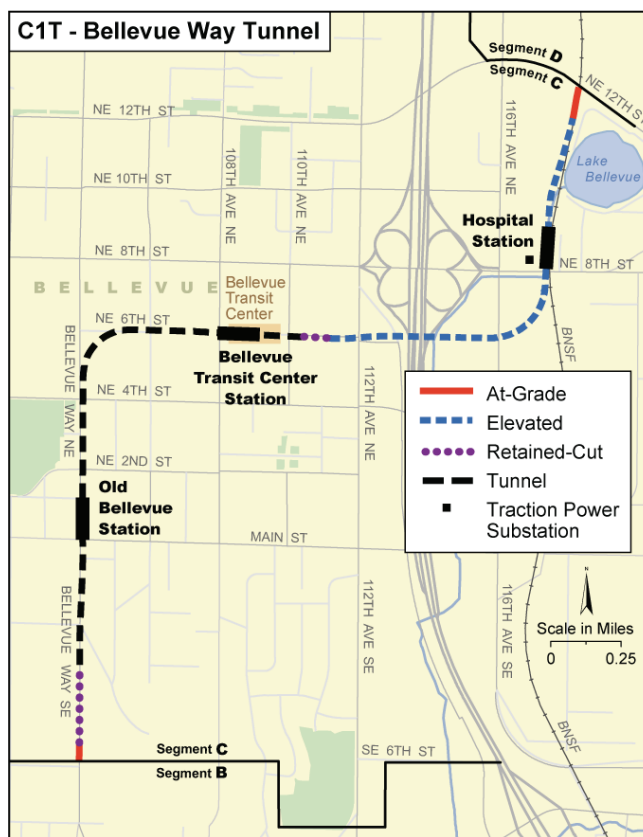 C1T - Bellevue Way Tunnel
Segment D
Segment C
NE 12TH ST
NE 12TH ST
116TH AVE NE
108TH AVE NE
110TH AVE NE
Lake
Bellevue
NE 10TH ST
Hospital
Station
NE 8TH ST
NE 8TH ST
BELLEVUE
Bellevue
Transit
Center
NE 6TH ST
BELLEVUE WAY NE
BNSF
Bellevue
Transit Center
Station
112TH AVE NE
NE 4TH ST
At-Grade
Elevated
Retained-Cut
Tunnel
Traction Power
Substation
NE 2ND ST
Old
Bellevue
Station
MAIN ST
BELLEVUE WAY SE
112TH AVE SE
116TH AVE SE
N
Scale in Miles
0 0.25
BNSF
Segment C
Segment B
SE 6TH ST